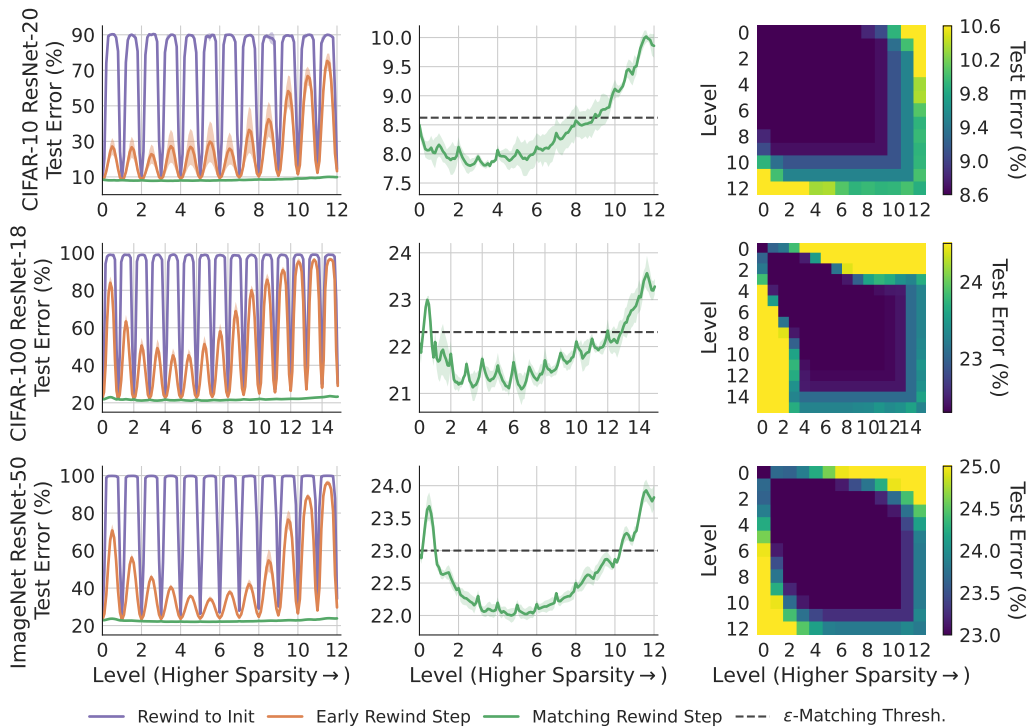 CIFAR-10 ResNet-20
Test Error (%)
90
70
50
30
10
0 2 4 6 8 10 12
10.0
9.5
9.0
8.5
8.0
7.5
0 2 4 6 8 10 12
Level
0
2
4
6
8
10
12
0 2 4 6 8 10 12
10.6
10.2
9.8
9.4
9.0
8.6
Test Error (%)
CIFAR-100 ResNet-18
Test Error (%)
100
80
60
40
20
0 2 4 6 8 10 12 14
24
23
22
21
0 2 4 6 8 10 12 14
Level
0
2
4
6
8
10
12
14
0 2 4 6 8 10 12 14
24
23
Test Error (%)
ImageNet ResNet-50
Test Error (%)
100
80
60
40
20
0 2 4 6 8 10 12
Level (Higher Sparsity→)
24.0
23.5
23.0
22.5
22.0
0 2 4 6 8 10 12
Level (Higher Sparsity→)
Level
0
2
4
6
8
10
12
0 2 4 6 8 10 12
Level (Higher Sparsity→)
25.0
24.6
24.2
23.8
23.4
23.0
Test Error (%)
Rewind to Init Early Rewind Step Matching Rewind Step ε-Matching Thresh.